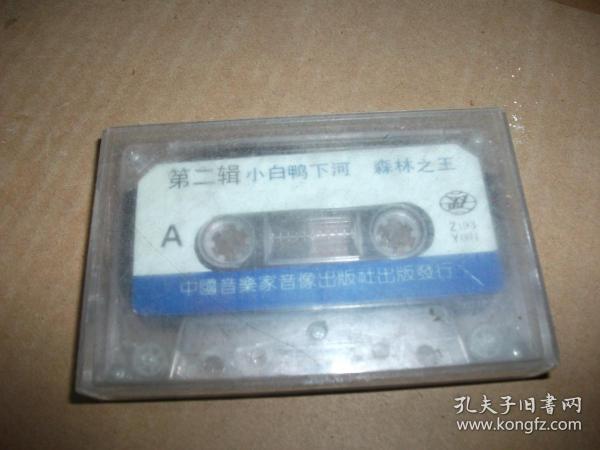 第二辑 小白鸭下河 森林之王
A
中國音樂家音像出版社出版發行
孔夫子旧書网
www.kongfz.com